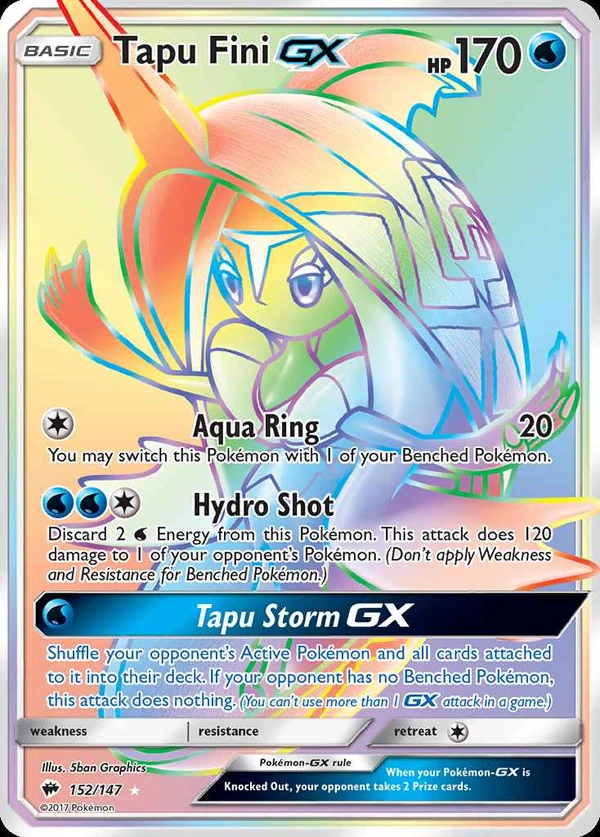 BASIC
Tapu Fini GX
HP 170
Aqua Ring 20
You may switch this Pokémon with 1 of your Benched Pokémon.
Hydro Shot
Discard 2 Energy from this Pokémon. This attack does 120
damage to 1 of your opponent's Pokémon. (Don't apply Weakness
and Resistance for Benched Pokémon.)
Tapu Storm GX
Shuffle your opponent's Active Pokémon and all cards attached
to it into their deck. If your opponent has no Benched Pokémon,
this attack does nothing. (You can't use more than 1 GX attack in a game.)
weakness resistance retreat
Illus. 5ban Graphics
152/147
©2017 Pokémon
Pokémon-GX rule
When your Pokémon-GX is
Knocked Out, your opponent takes 2 Prize cards.